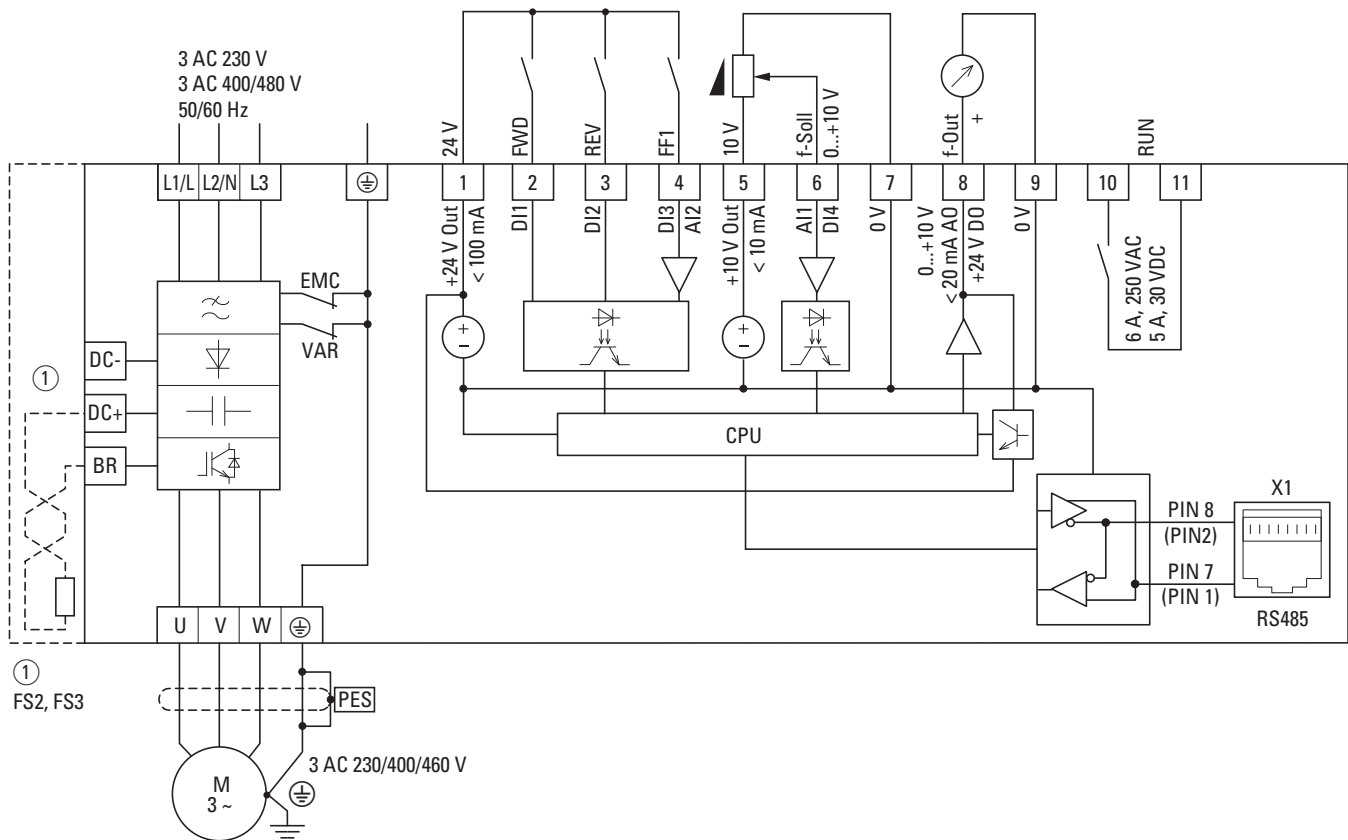 3 AC 230 V
3 AC 400/480 V
50/60 Hz
24 V
FWD
REV
FF1
10 V
f-Soll
0...+10 V
f-Out
+
RUN
L1/L
L2/N
L3
1
2
3
4
5
6
7
8
9
10
11
+24 V Out
< 100 mA
DI1
DI2
DI3
AI2
+10 V Out
< 10 mA
AI1
DI4
0 V
0...+10 V
< 20 mA AO
+24 V DO
0 V
6 A, 250 VAC
5 A, 30 VDC
EMC
VAR
+
-
+
-
DC-
1
DC+
BR
CPU
X1
PIN 8
(PIN2)
PIN 7
(PIN 1)
RS485
U
V
W
1
FS2, FS3
PES
3 AC 230/400/460 V
M
3 ~